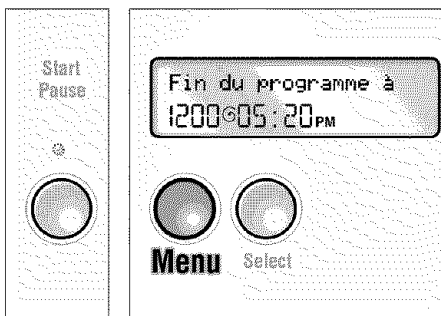 Start
Pause
Fin du programme à
1200 05:20PM
Menu
Select